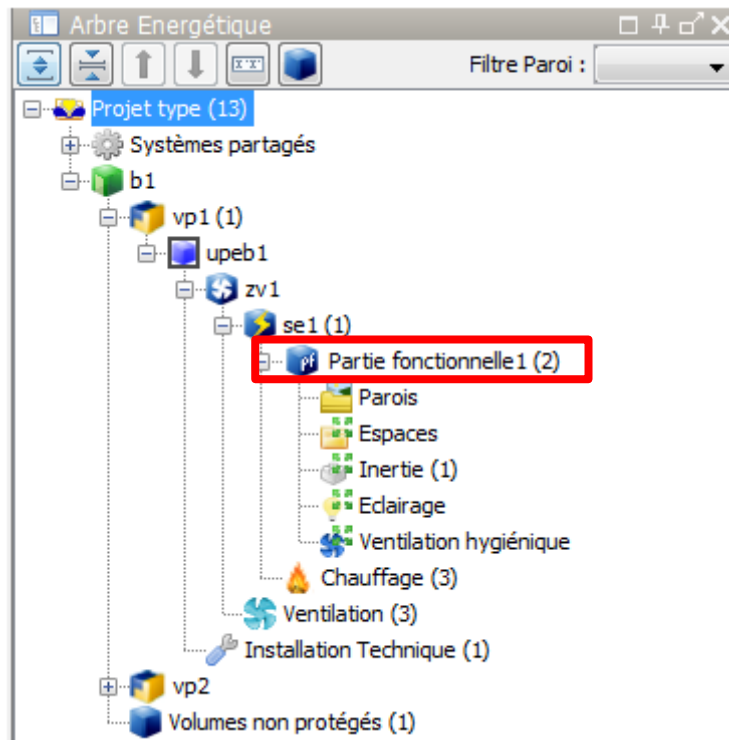 Arbre Energétique
Filtre Paroi :
Projet type (13)
Systèmes partagés
b1
vp1 (1)
upeb1
zv1
se1 (1)
pf Partie fonctionnelle1 (2)
Parois
Espaces
Inertie (1)
Eclairage
Ventilation hygiénique
Chauffage (3)
Ventilation (3)
Installation Technique (1)
vp2
Volumes non protégés (1)